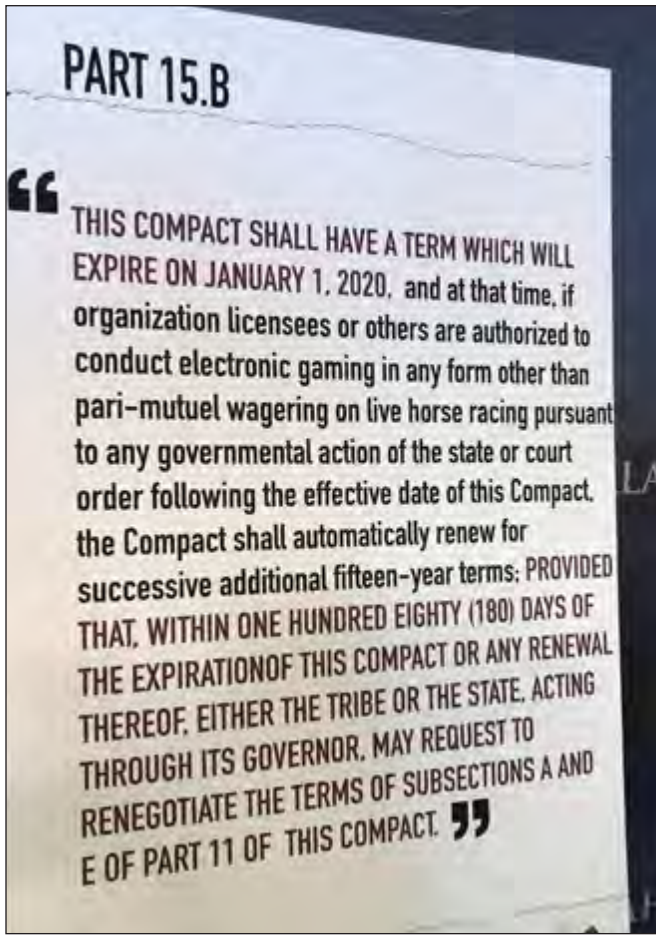 PART 15.B
“ THIS COMPACT SHALL HAVE A TERM WHICH WILL
EXPIRE ON JANUARY 1, 2020, and at that time, if
organization licensees or others are authorized to
conduct electronic gaming in any form other than
pari-mutuel wagering on live horse racing pursuant
to any governmental action of the state or court
order following the effective date of this Compact,
the Compact shall automatically renew for
successive additional fifteen-year terms; PROVIDED
THAT, WITHIN ONE HUNDRED EIGHTY (180) DAYS OF
THE EXPIRATIONOF THIS COMPACT OR ANY RENEWAL
THEREOF, EITHER THE TRIBE OR THE STATE, ACTING
THROUGH ITS GOVERNOR, MAY REQUEST TO
RENEGOTIATE THE TERMS OF SUBSECTIONS A AND
E OF PART 11 OF THIS COMPACT. ”